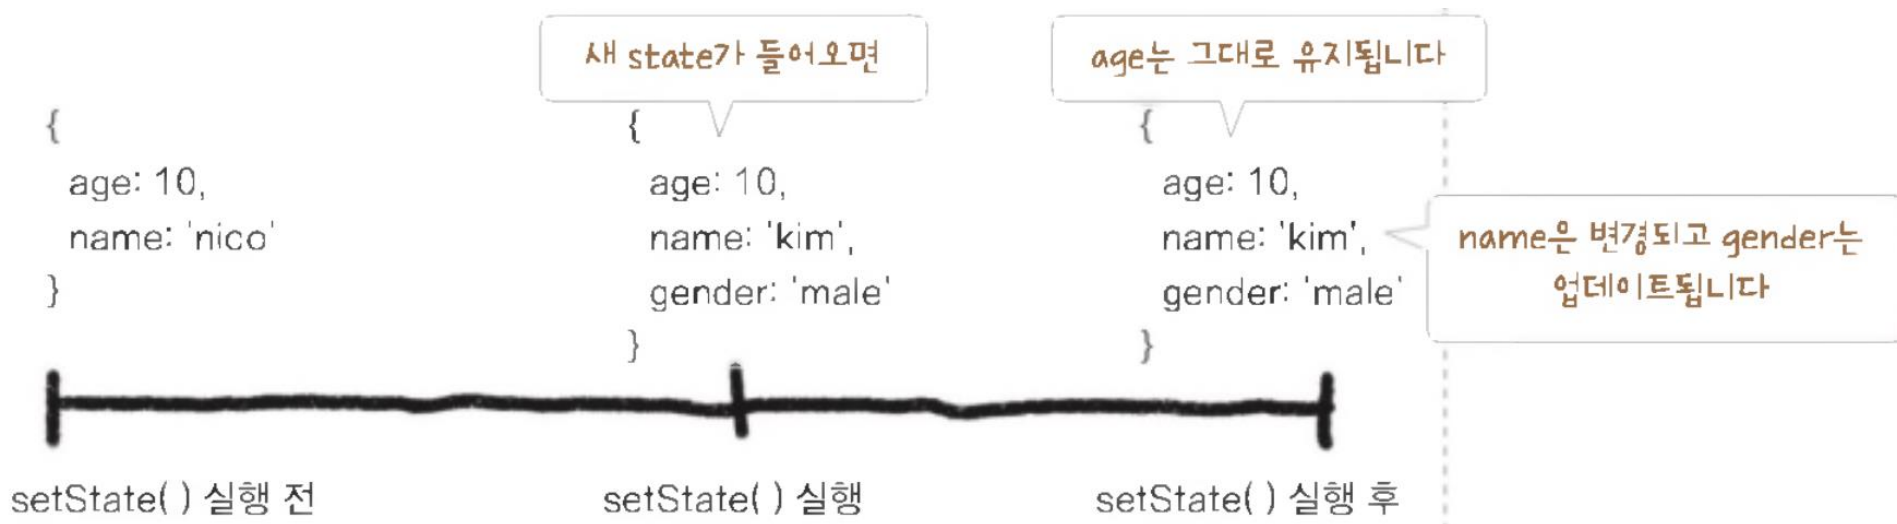 새 state가 들어오면
age는 그대로 유지됩니다
{
age: 10,
name: 'nico'
}
{
age: 10,
name: 'kim',
gender: 'male'
}
{
age: 10,
name: 'kim',
gender: 'male'
}
name은 변경되고 gender는
업데이트됩니다
setState( ) 실행 전
setState( ) 실행
setState( ) 실행 후